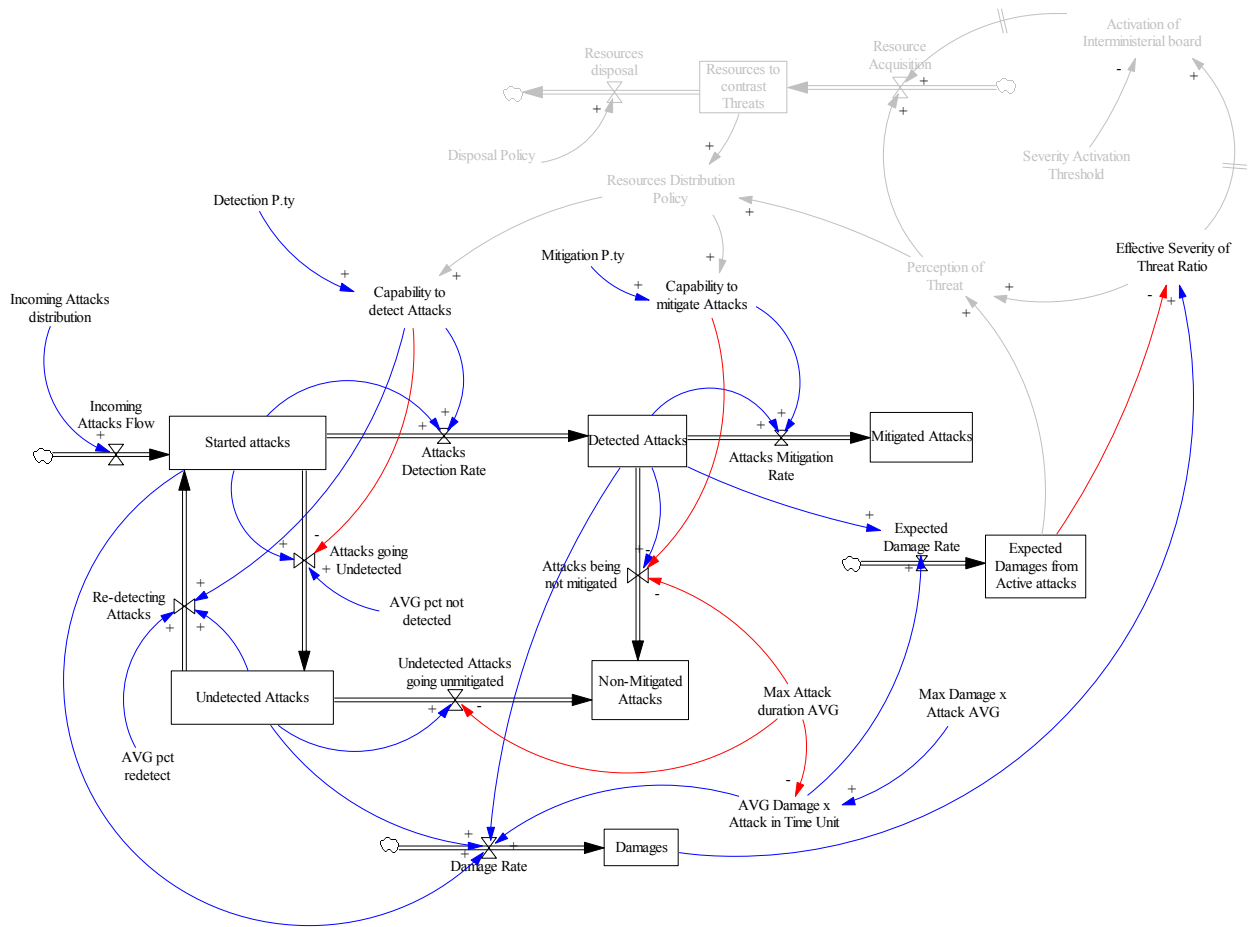 Activation of
Interministerial board
Resource
Acquisition
Resources
disposal
Resources to
contrast
Threats
-
+
+
+
+
+
Disposal Policy
Severity Activation
Threshold
Resources Distribution
Policy
+
Detection P.ty
Mitigation P.ty
+
Effective Severity of
Threat Ratio
Perception of
Threat
+
+
+
+
Capability to
detect Attacks
Capability to
mitigate Attacks
+
+
-
+
Incoming Attacks
distribution
Incoming
Attacks Flow
+
Started attacks
+
+
Attacks
Detection Rate
Detected Attacks
+
+
Attacks Mitigation
Rate
Mitigated Attacks
+
Expected
Damage Rate
+
Expected
Damages from
Active attacks
-
+
+
Attacks going
Undetected
+
-
Attacks being
not mitigated
-
Re-detecting
Attacks
+
+
+
AVG pct not
detected
Undetected Attacks
going unmitigated
+
-
Undetected Attacks
Non-Mitigated
Attacks
Max Attack
duration AVG
Max Damage x
Attack AVG
AVG pct
redetect
-
+
AVG Damage x
Attack in Time Unit
+
+
+
Damage Rate
Damages